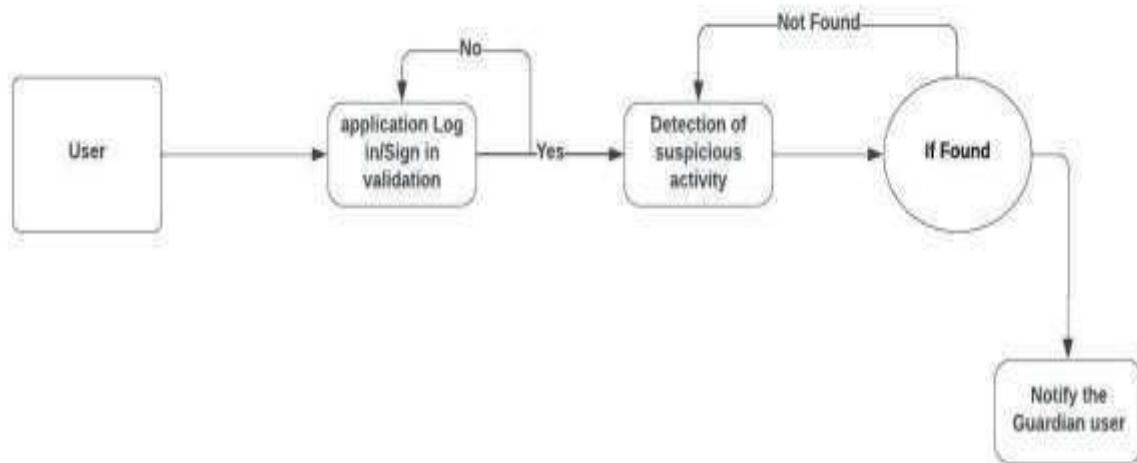 Not Found
No
User
application Log
in/Sign in
validation
Yes
Detection of
suspicious
activity
If Found
Notify the
Guardian user